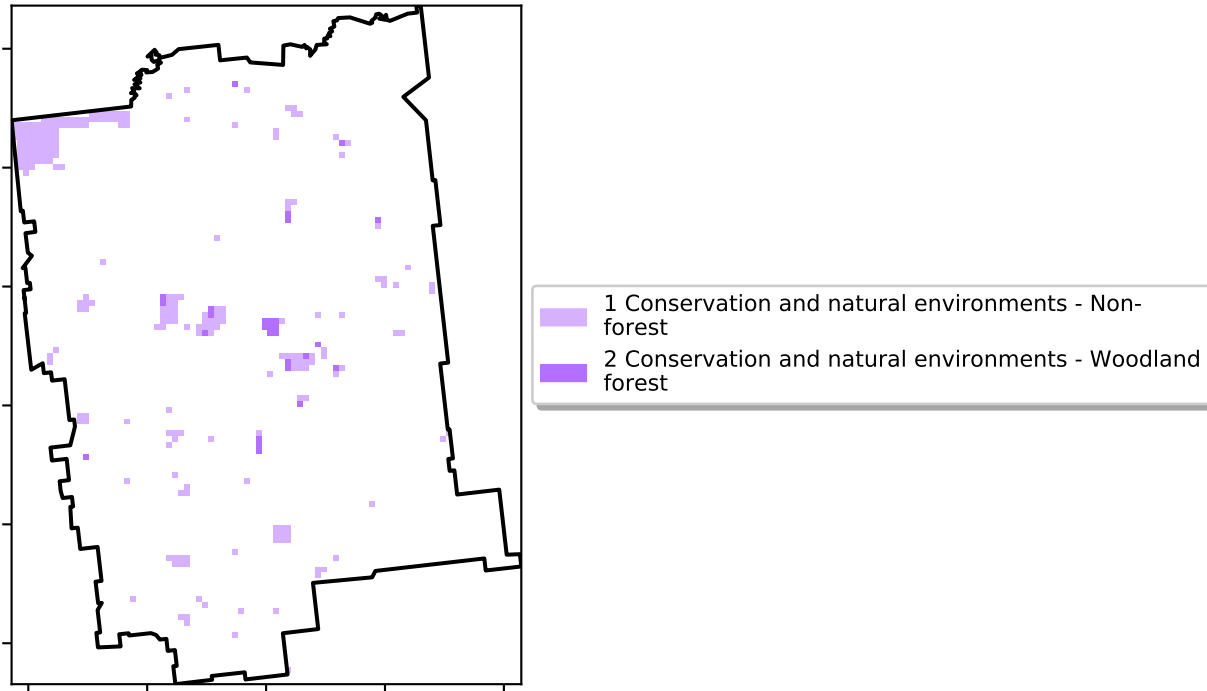 1 Conservation and natural environments - Non-
forest
2 Conservation and natural environments - Woodland
forest